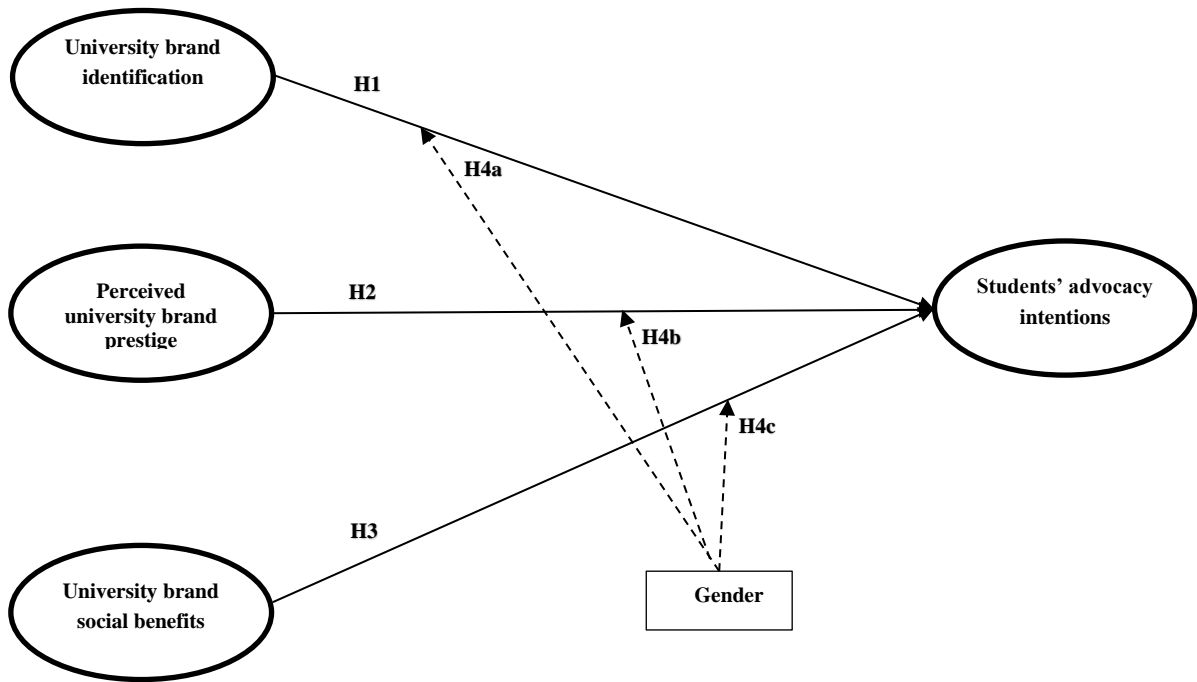 University brand
identification
H1
H4a
Perceived
university brand
prestige
H2
Students’ advocacy
intentions
H4b
H4c
H3
University brand
social benefits
Gender